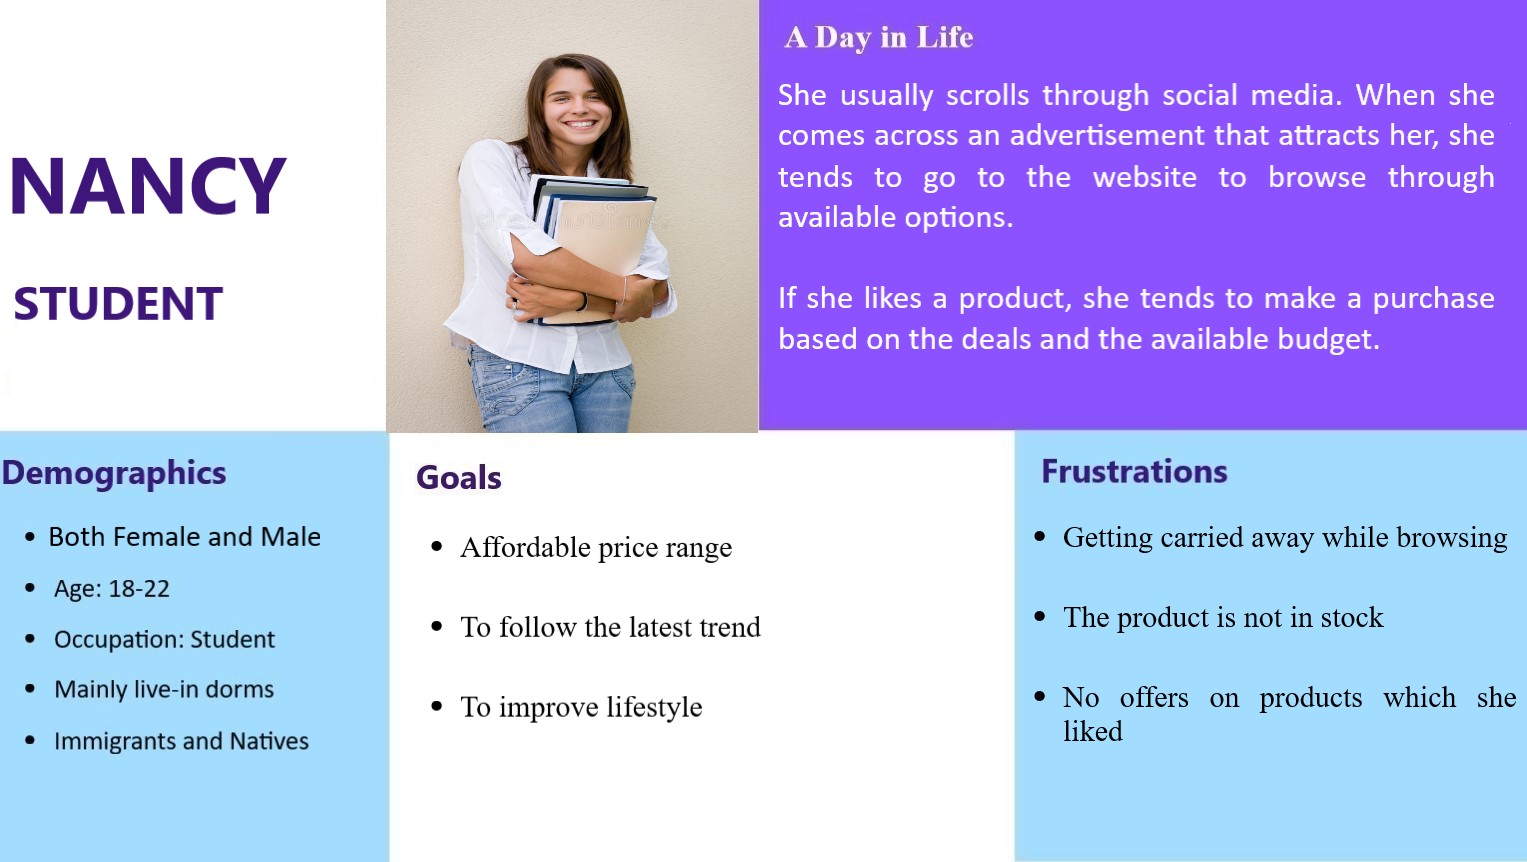 NANCY
STUDENT
A Day in Life
She usually scrolls through social media. When she
comes across an advertisement that attracts her, she
tends to go to the website to browse through
available options.
If she likes a product, she tends to make a purchase
based on the deals and the available budget.
Demographics
• Both Female and Male
• Age: 18-22
• Occupation: Student
• Mainly live-in dorms
• Immigrants and Natives
Goals
• Affordable price range
• To follow the latest trend
• To improve lifestyle
Frustrations
• Getting carried away while browsing
• The product is not in stock
• No offers on products which she
liked